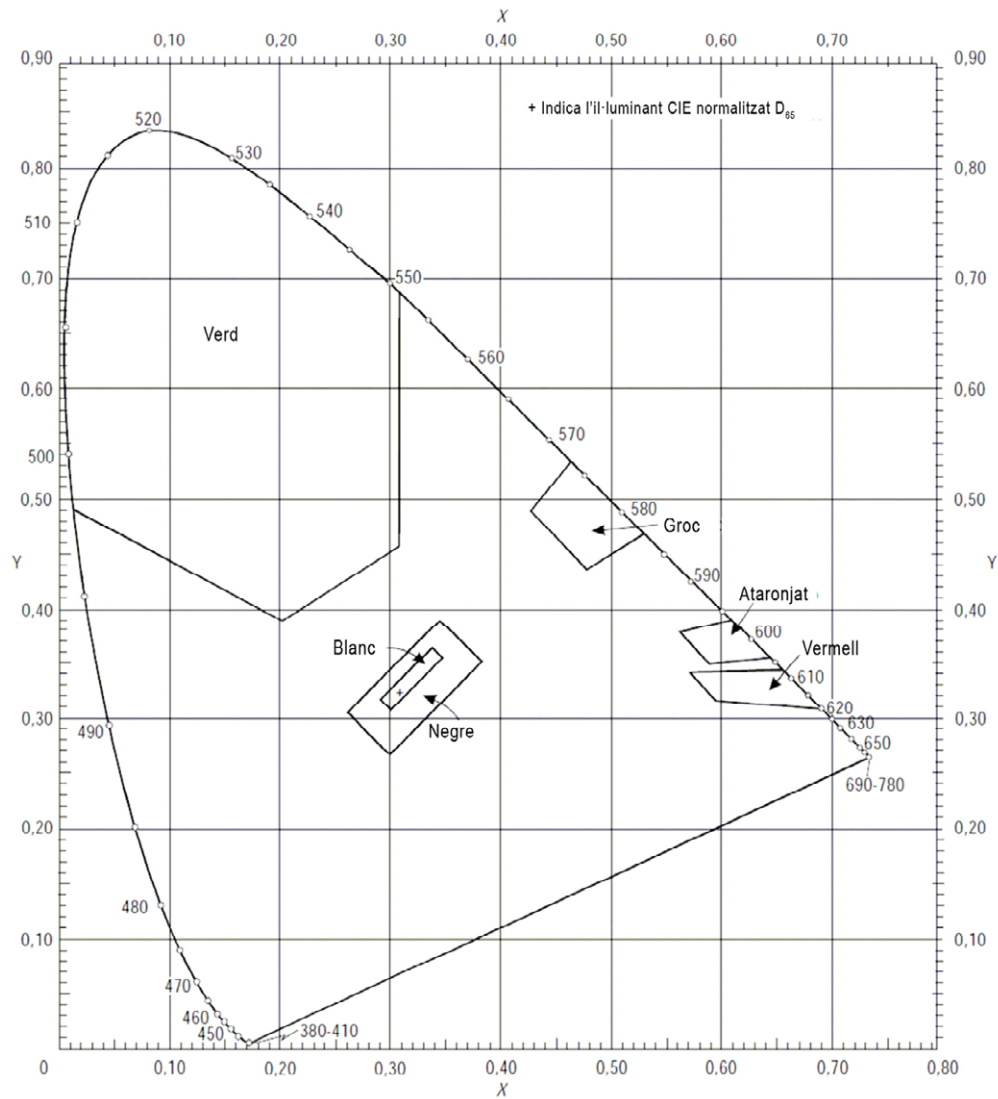 X
0,10 0,20 0,30 0,40 0,50 0,60 0,70
0,90 0,90
+ Indica l'il·luminant CIE normalitzat D65
520
530
0,80 0,80
540
510
550
0,70 0,70
Verd
560
0,60 0,60
570
500
0,50 0,50
580
Groc
Y Y
590
Ataronjat
0,40 0,40
600
Blanc
Vermell
610
620
0,30 0,30
630
490
Negre
650
690-780
0,20 0,20
480
0,10 0,10
470
460
450
380-410
0 0,10 0,20 0,30 0,40 0,50 0,60 0,70 0,80
X